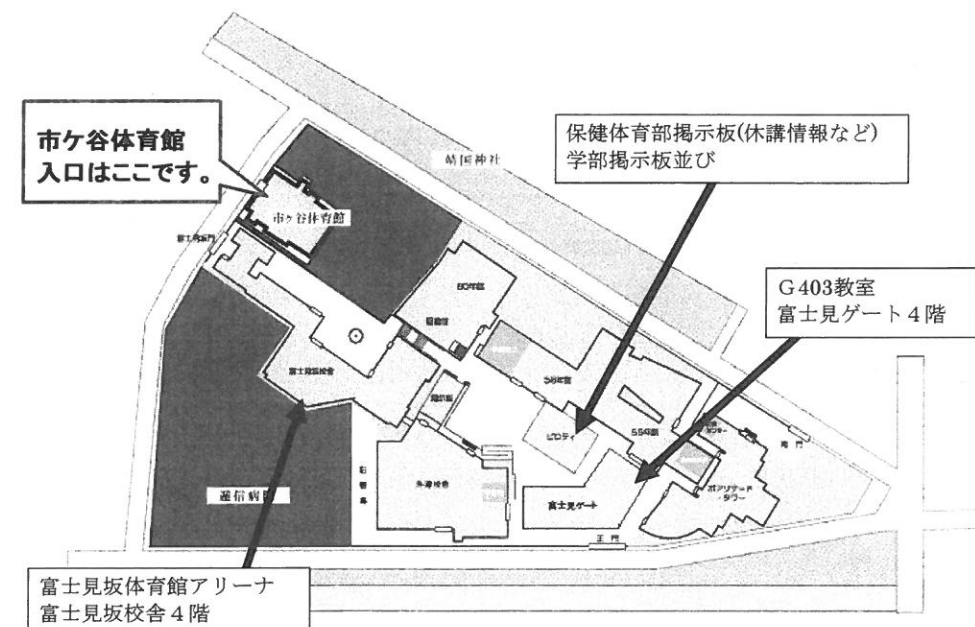 市ケ谷体育館
入口はここです。
保健体育部掲示板(休講情報など)
学部掲示板並び
靖国神社
市ヶ谷体育館
G403教室
富士見ゲート４階
富士見坂門
80年館
図書館
富士見坂校舎
58年館
55年館
ピロティ
南門
ボアソナード
・タワー
外濠校舎
富士見ゲート
逓信病院
正門
富士見坂体育館アリーナ
富士見坂校舎４階